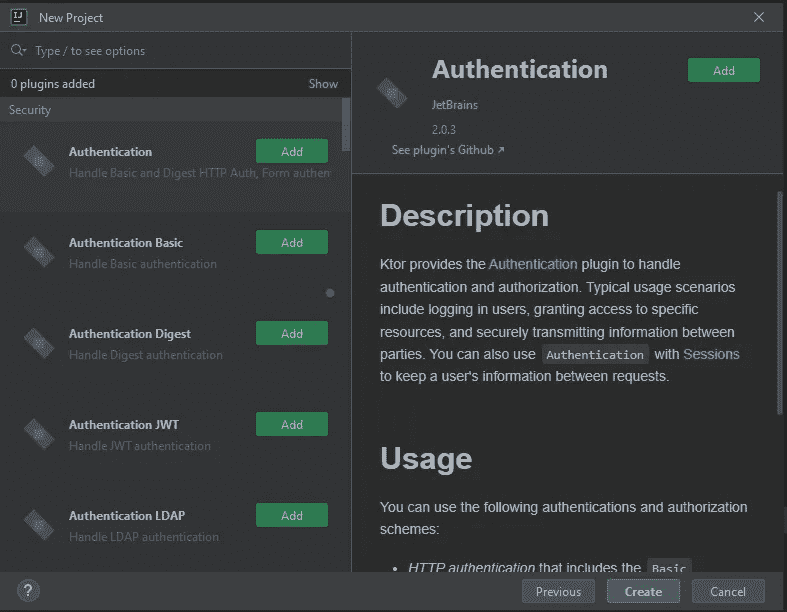 New Project
Type / to see options
0 plugins added
Show
Security
Authentication
Add
Handle Basic and Digest HTTP Auth, Form authen
Authentication Basic
Add
Handle Basic authentication
Authentication Digest
Add
Handle Digest authentication
Authentication JWT
Add
Handle JWT authentication
Authentication LDAP
Add
Handle LDAP authentication
Authentication
Add
JetBrains
2.0.3
See plugin's Github ↗
Description
Ktor provides the Authentication plugin to handle
authentication and authorization. Typical usage scenarios
include logging in users, granting access to specific
resources, and securely transmitting information between
parties. You can also use Authentication with Sessions
to keep a user's information between requests.
Usage
You can use the following authentications and authorization
schemes:
• HTTP authentication that includes the Basic
?
Previous
Create
Cancel